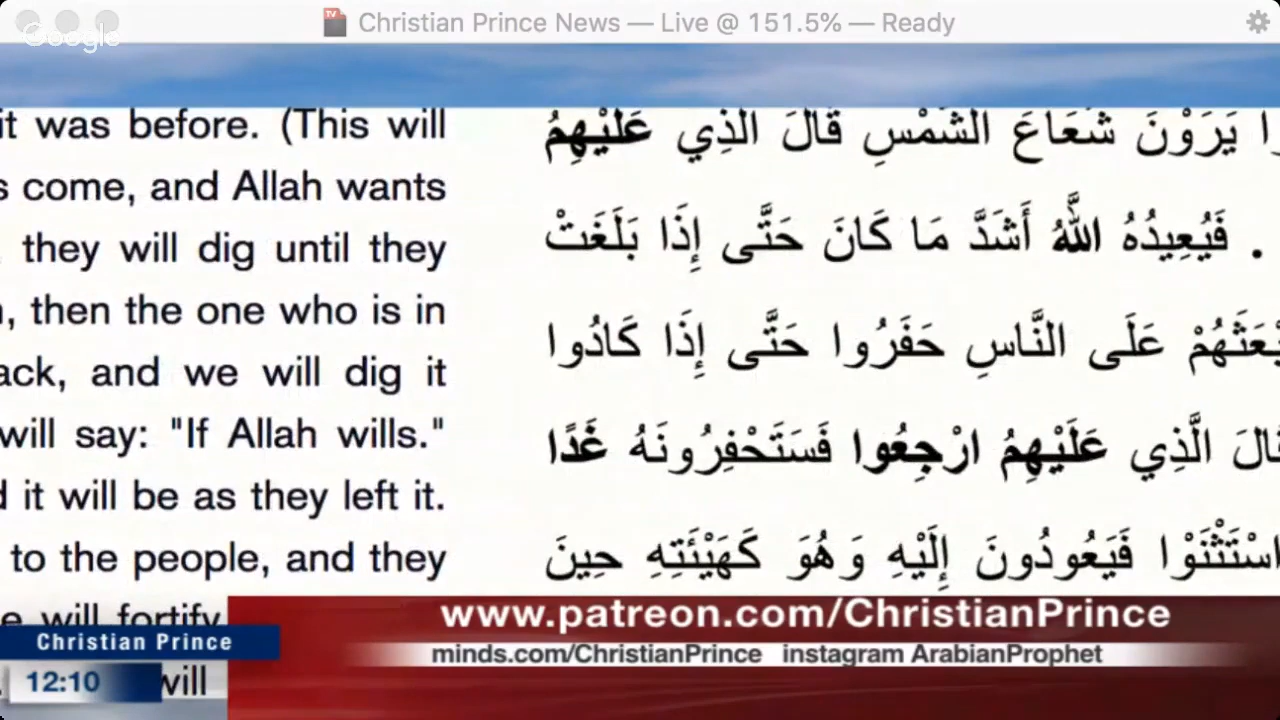 Christian Prince News — Live @ 151.5% — Ready
Google
it was before. (This will
s come, and Allah wants
they will dig until they
, then the one who is in
ack, and we will dig it
will say: "If Allah wills."
d it will be as they left it.
to the people, and they
e will fortify
will
وا يَرَوْنَ شُعَاعَ الشَّمْسِ قَالَ الَّذِي عَلَيْهِمُ
. فَيُعِيدُهُ اللَّهُ أَشَدَّ مَا كَانَ حَتَّى إِذَا بَلَغَتْ
يَبْعَثَهُمْ عَلَى النَّاسِ حَفَرُوا حَتَّى إِذَا كَادُوا
قَالَ الَّذِي عَلَيْهِمُ ارْجِعُوا فَسَتَحْفِرُونَهُ غَدًا
اسْتَثْنَوْا فَيَعُودُونَ إِلَيْهِ وَهُوَ كَهَيْئَتِهِ حِينَ
www.patreon.com/ChristianPrince
Christian Prince
minds.com/ChristianPrince instagram ArabianProphet
12:10